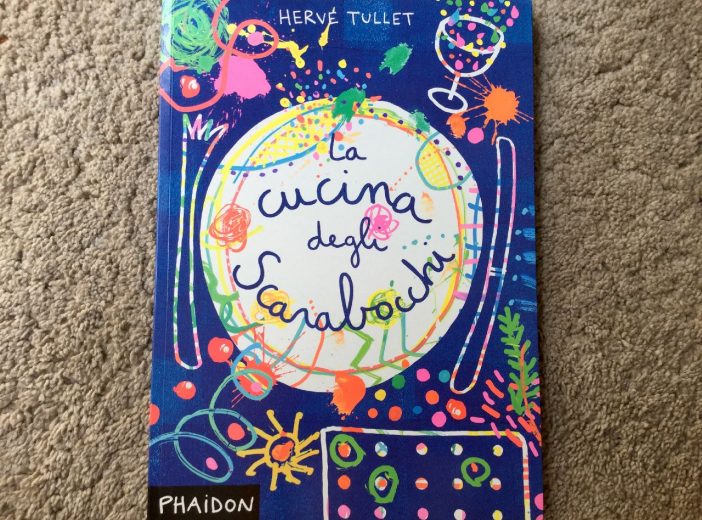 HERVÉ TULLET
La
cucina
degli
Scarabocchi
PHAIDON